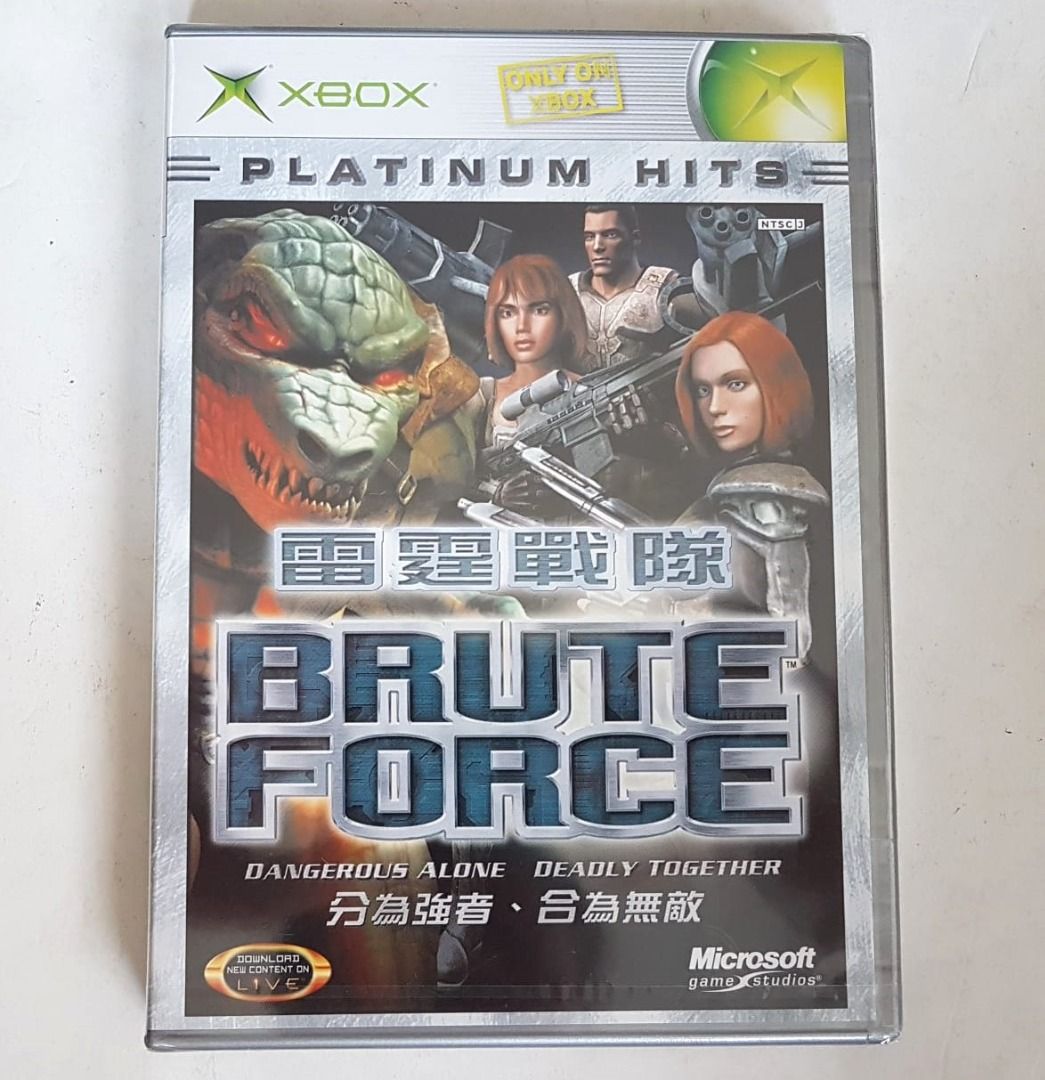 XBOX
ONLY ON
XBOX
PLATINUM HITS
NTSC J
雷霆戰隊
BRUTE™
FORCE
DANGEROUS ALONE DEADLY TOGETHER
分為強者、合為無敵
DOWNLOAD
NEW CONTENT ON
LIVE
Microsoft
game studios®